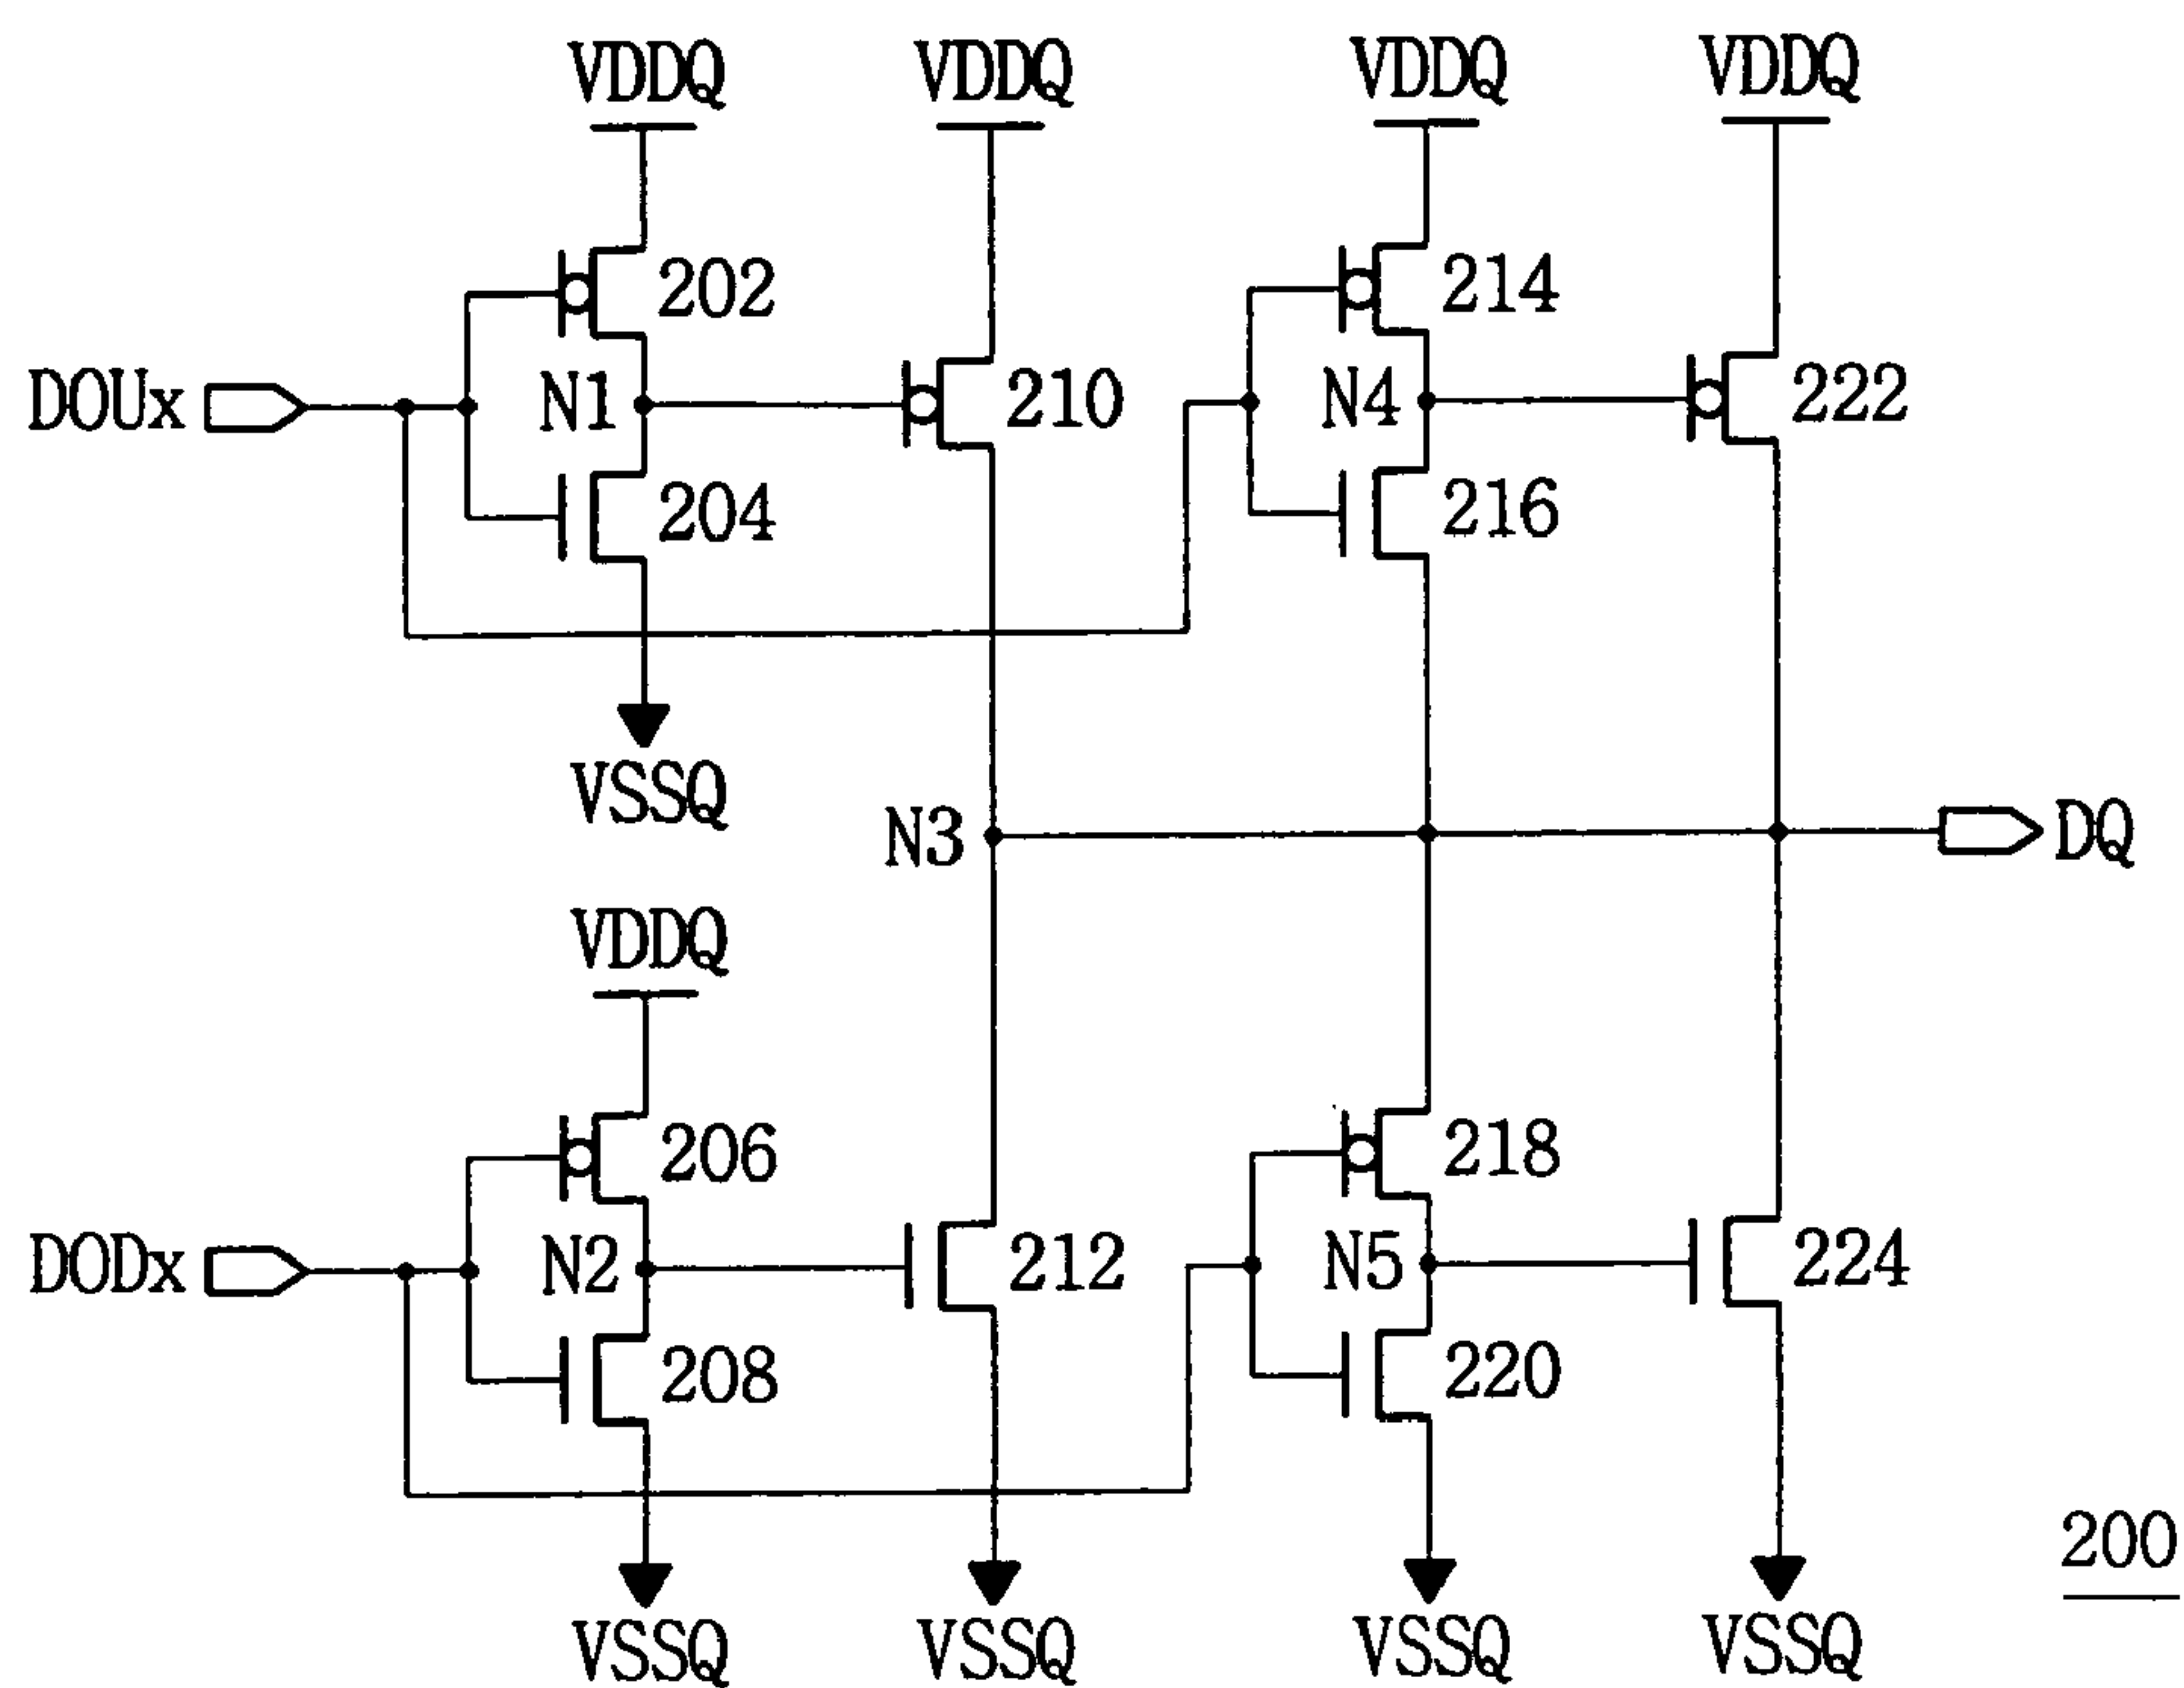 VDDQ VDDQ VDDQ VDDQ
202 214
DOUx N1 210 N4 222
204 216
VSSQ
N3 DQ
VDDQ
206 218
DODx N2 212 N5 224
208 220
200
VSSQ VSSQ VSSQ VSSQ